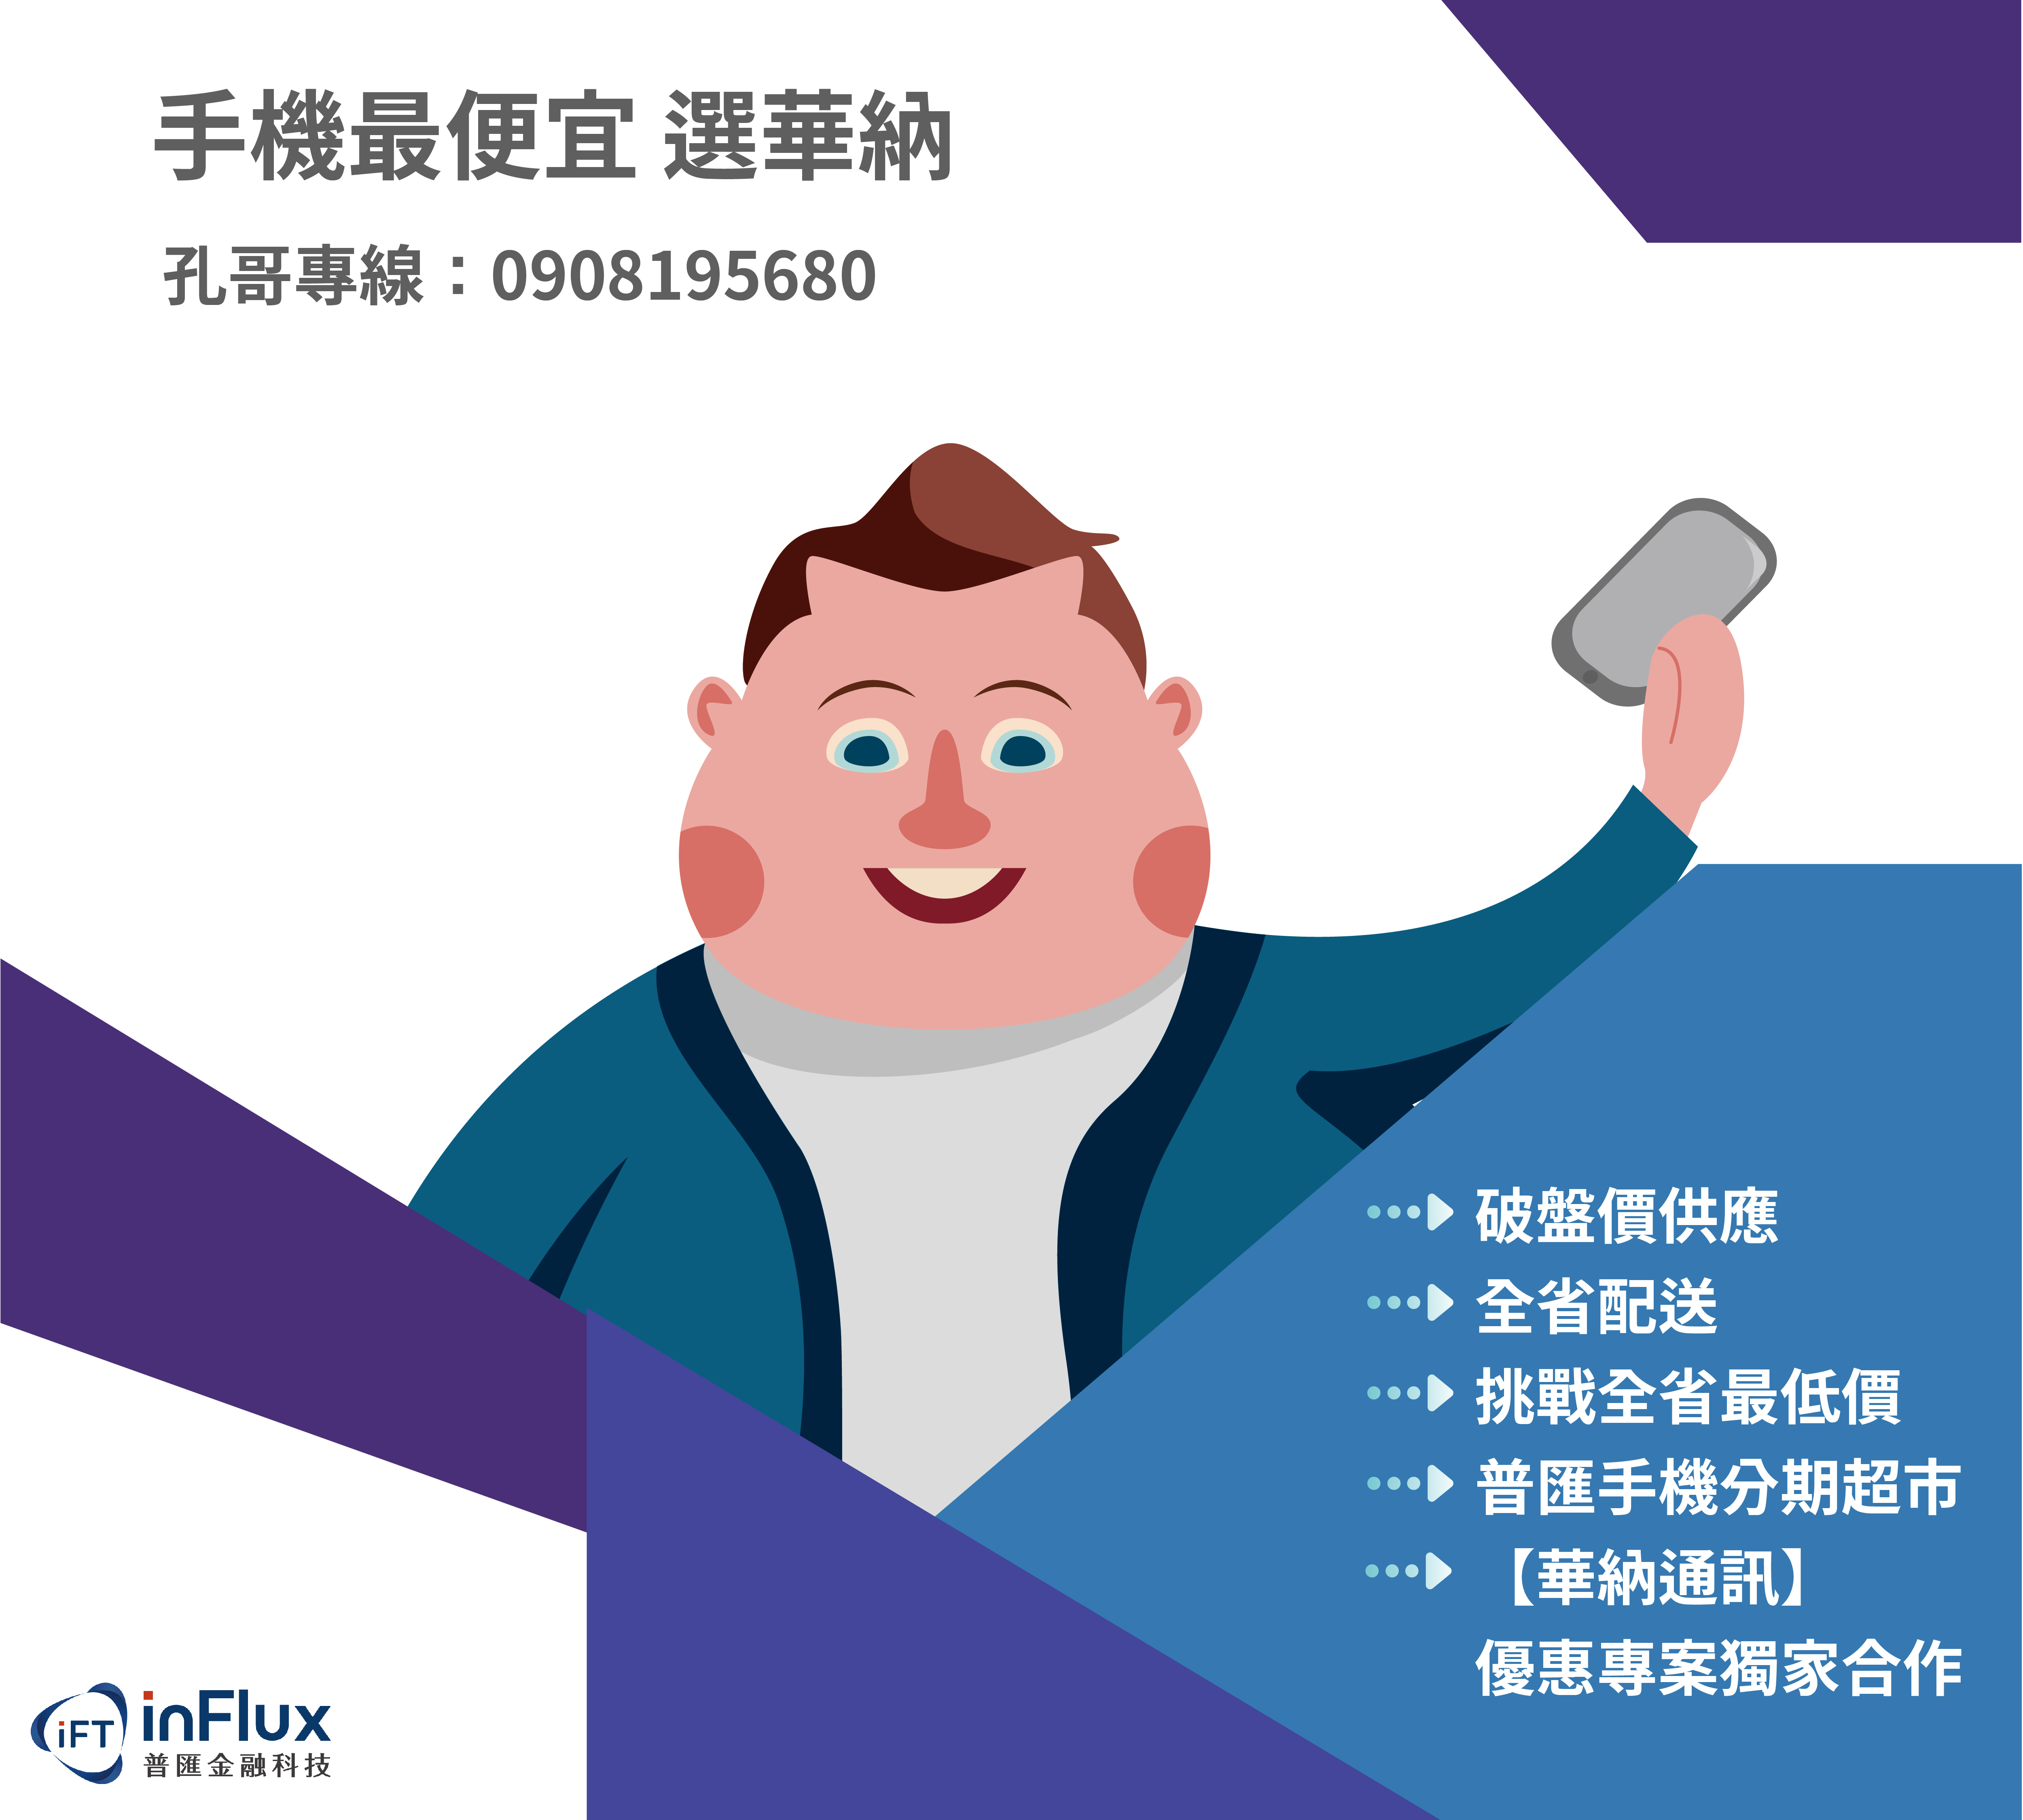 手機最便宜 選華納
孔哥專線：0908195680
破盤價供應
全省配送
挑戰全省最低價
普匯手機分期超市
【華納通訊】
優惠專案獨家合作
iFT
inFlux
普匯金融科技